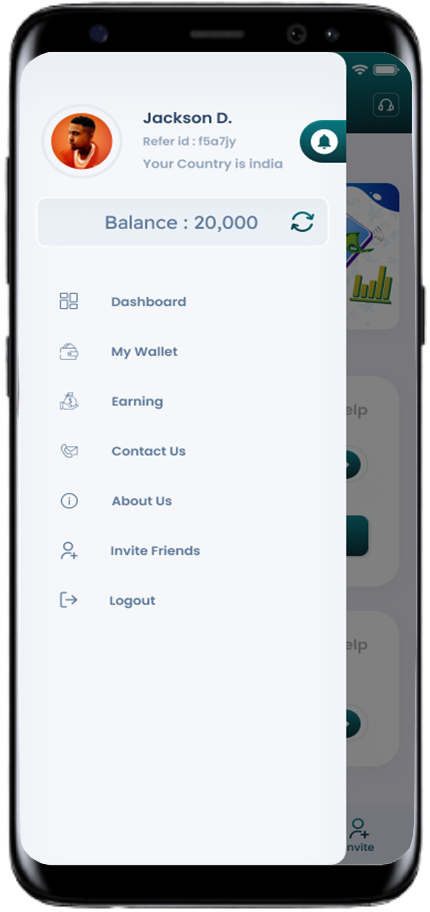 Jackson D.
Refer id : f5a7jy
Your Country is india
Balance : 20,000
Dashboard
My Wallet
Earning
Contact Us
About Us
Invite Friends
Logout
elp
elp
nvite